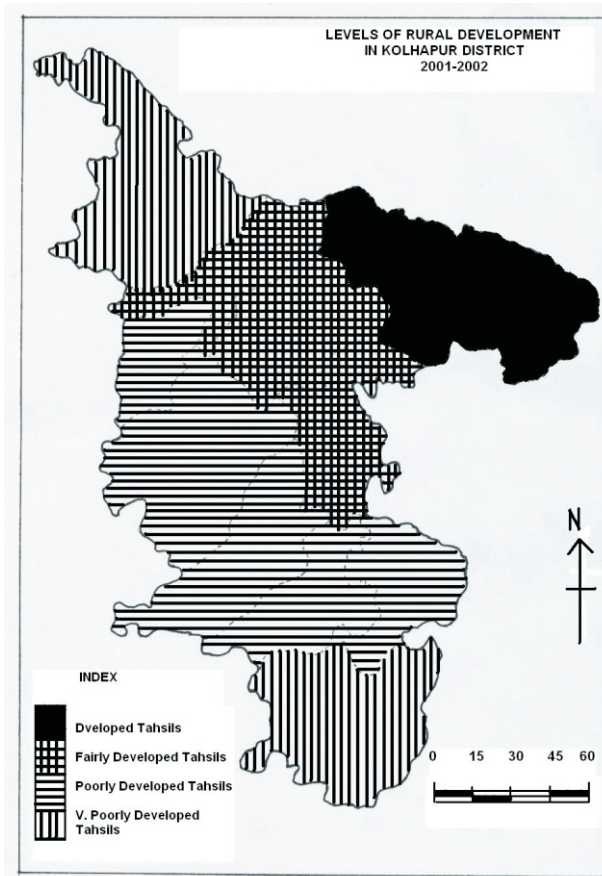 LEVELS OF RURAL DEVELOPMENT
IN KOLHAPUR DISTRICT
2001-2002
N
INDEX
Dveloped Tahsils
Fairly Developed Tahsils
Poorly Developed Tahsils
V. Poorly Developed
Tahsils
0 15 30 45 60